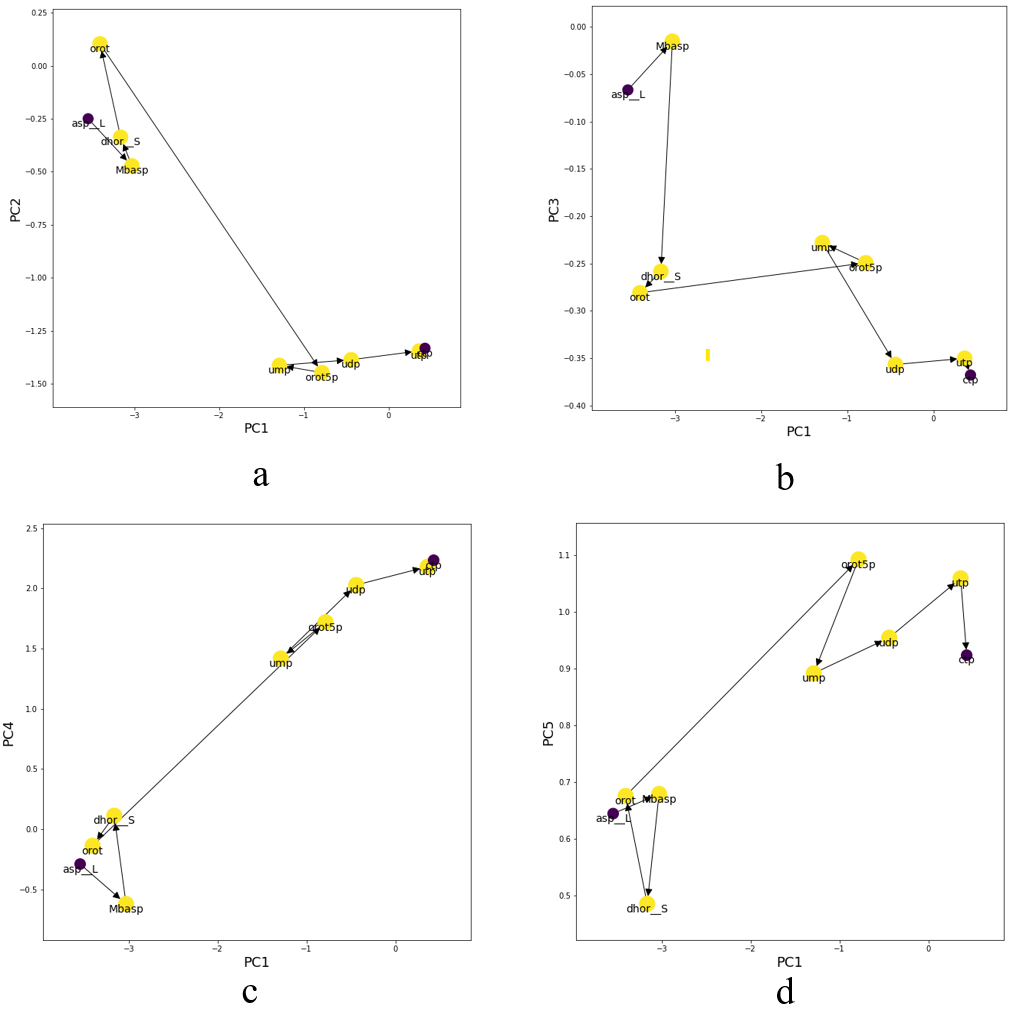 0.25
0.00
−0.25
−0.50
−0.75
−1.00
−1.25
−1.50
PC2
orot
asp__L
dhor__S
Mbasp
ump
orot5p
udp
utp
ctp
−3
−2
−1
0
PC1
a
0.00
−0.05
−0.10
−0.15
−0.20
−0.25
−0.30
−0.35
−0.40
PC3
Mbasp
asp__L
dhor__S
orot
ump
orot5p
udp
utp
ctp
−3
−2
−1
0
PC1
b
2.5
2.0
1.5
1.0
0.5
0.0
−0.5
PC4
ctp
utp
udp
orot5p
ump
dhor__S
orot
asp__L
Mbasp
−3
−2
−1
0
PC1
c
1.1
1.0
0.9
0.8
0.7
0.6
0.5
PC5
orot5p
utp
udp
ctp
ump
orot
Mbasp
asp__L
dhor__S
−3
−2
−1
0
PC1
d